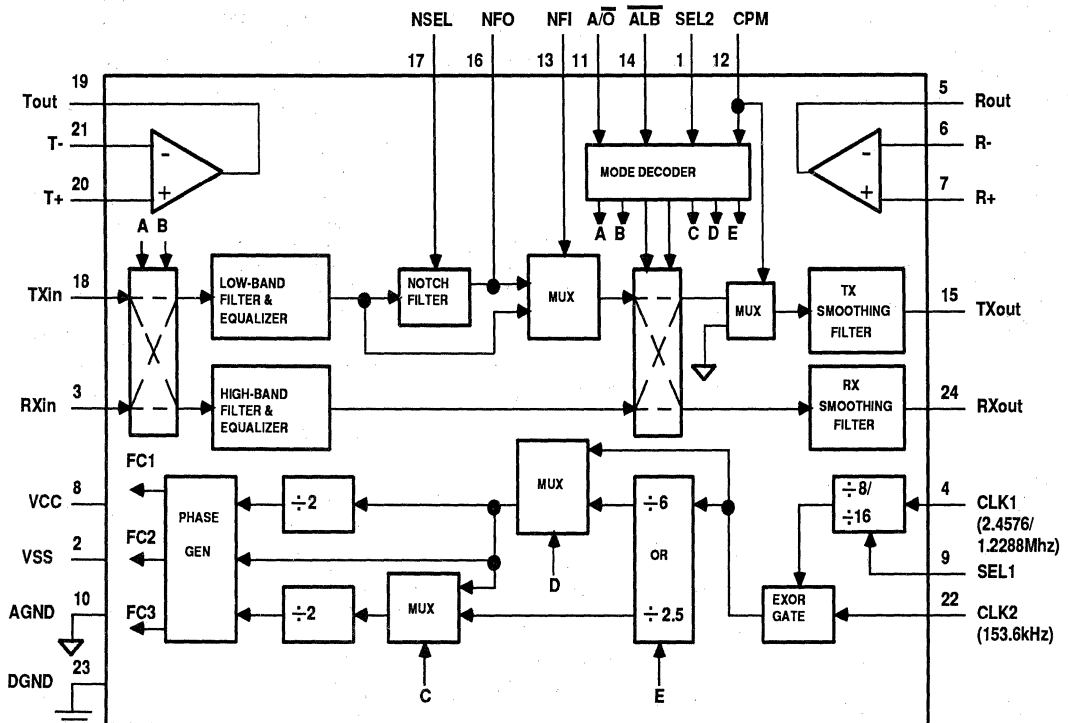 NSEL NFO NFI A/O̅ A̅L̅B̅ SEL2 CPM
17 16 13 11 14 1 12
19
Tout
21
T-
20
T+
-
+
5
Rout
6
R-
7
R+
-
+
MODE DECODER
A B C D E
A B
18
TXin
LOW-BAND
FILTER &
EQUALIZER
NOTCH
FILTER
MUX
MUX
TX
SMOOTHING
FILTER
15
TXout
3
RXin
HIGH-BAND
FILTER &
EQUALIZER
RX
SMOOTHING
FILTER
24
RXout
FC1
8
VCC
FC2
2
VSS
FC3
10
AGND
23
DGND
PHASE
GEN
÷2
÷2
MUX
D
MUX
C
÷6
OR
÷2.5
E
÷8/
÷16
EXOR
GATE
4
CLK1
(2.4576/
1.2288Mhz)
9
SEL1
22
CLK2
(153.6kHz)